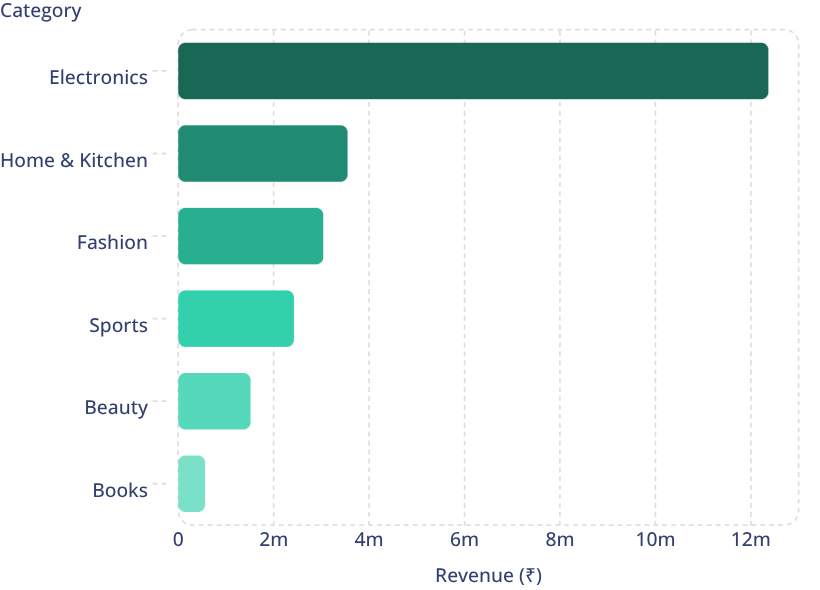 Category
Electronics
Home & Kitchen
Fashion
Sports
Beauty
Books
0 2m 4m 6m 8m 10m 12m
Revenue (₹)